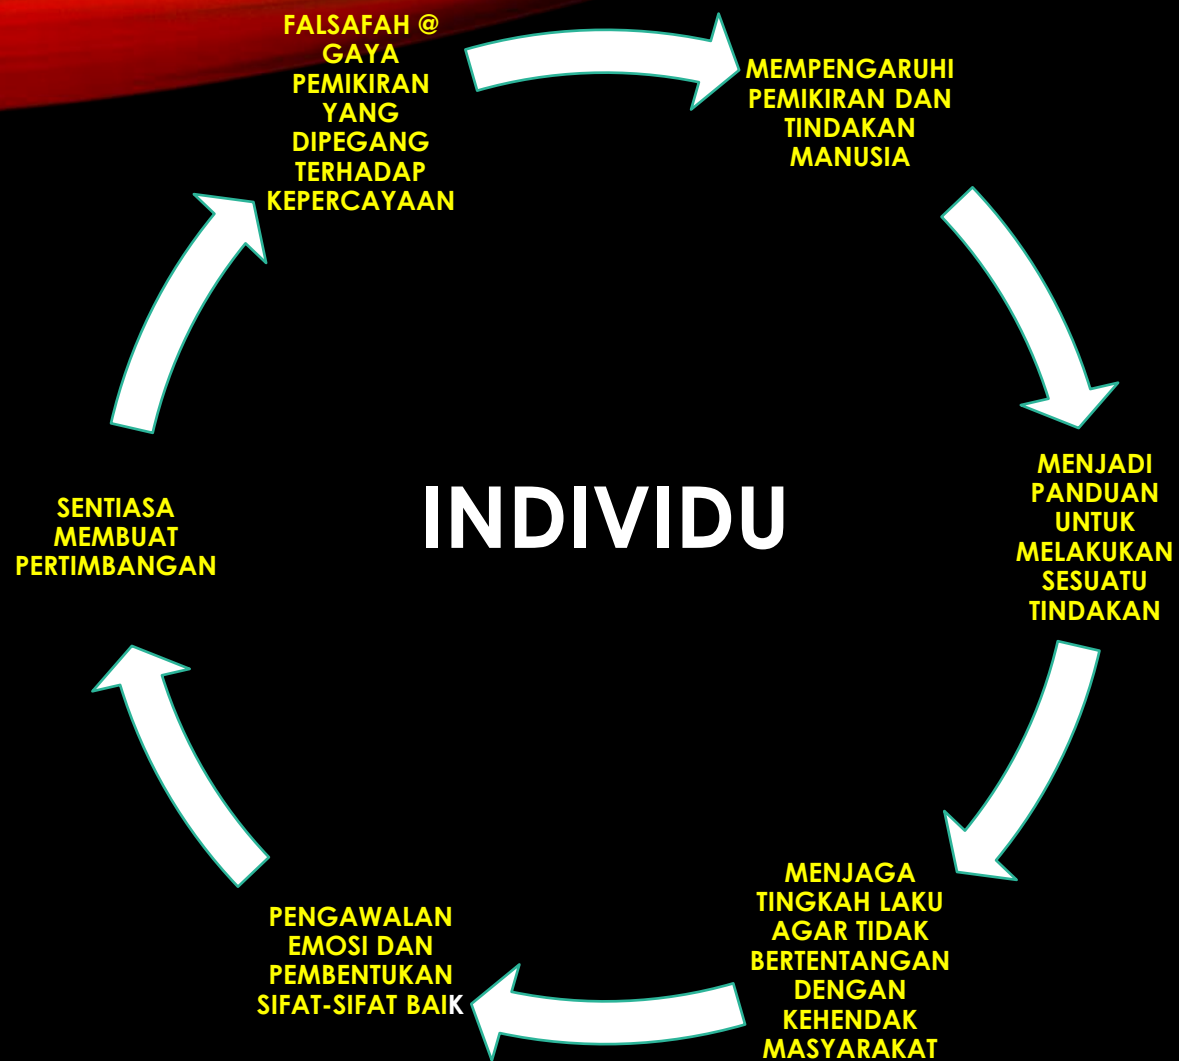 FALSAFAH @
GAYA
PEMIKIRAN
YANG
DIPEGANG
TERHADAP
KEPERCAYAAN
MEMPENGARUHI
PEMIKIRAN DAN
TINDAKAN
MANUSIA
MENJADI
PANDUAN
UNTUK
MELAKUKAN
SESUATU
TINDAKAN
MENJAGA
TINGKAH LAKU
AGAR TIDAK
BERTENTANGAN
DENGAN
KEHENDAK
MASYARAKAT
PENGAWALAN
EMOSI DAN
PEMBENTUKAN
SIFAT-SIFAT BAIK
SENTIASA
MEMBUAT
PERTIMBANGAN
INDIVIDU